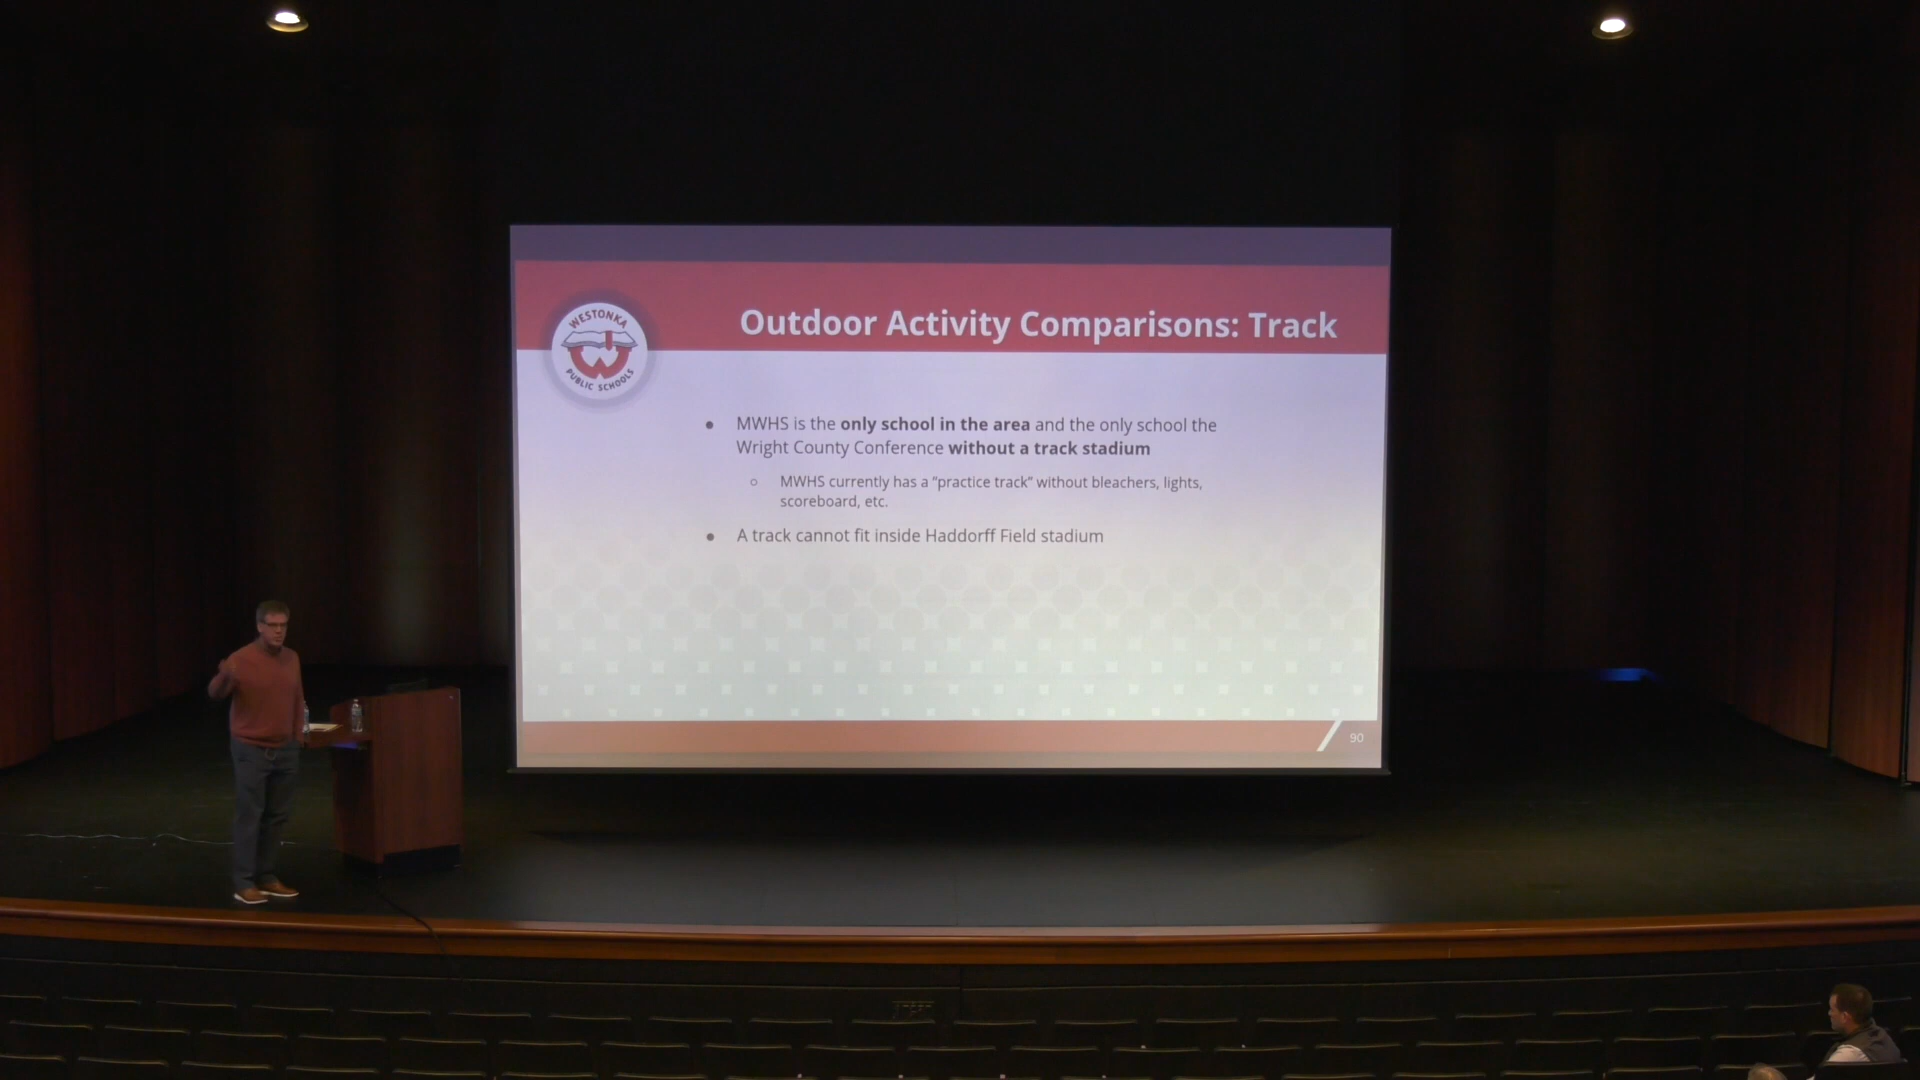 WESTONKA
PUBLIC SCHOOLS
Outdoor Activity Comparisons: Track
MWHS is the only school in the area and the only school the
Wright County Conference without a track stadium
MWHS currently has a "practice track" without bleachers, lights,
scoreboard, etc.
A track cannot fit inside Haddorff Field stadium
90